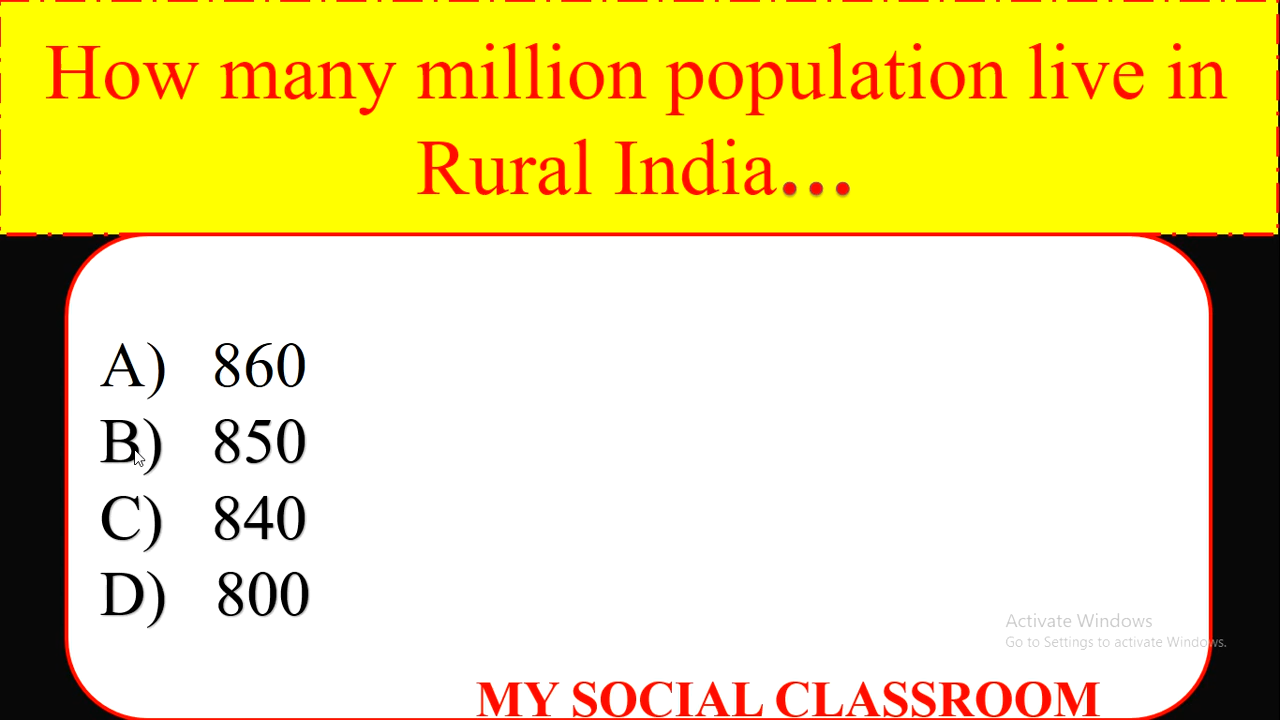 How many million population live in
Rural India...
A) 860
B) 850
C) 840
D) 800
Activate Windows
Go to Settings to activate Windows.
MY SOCIAL CLASSROOM